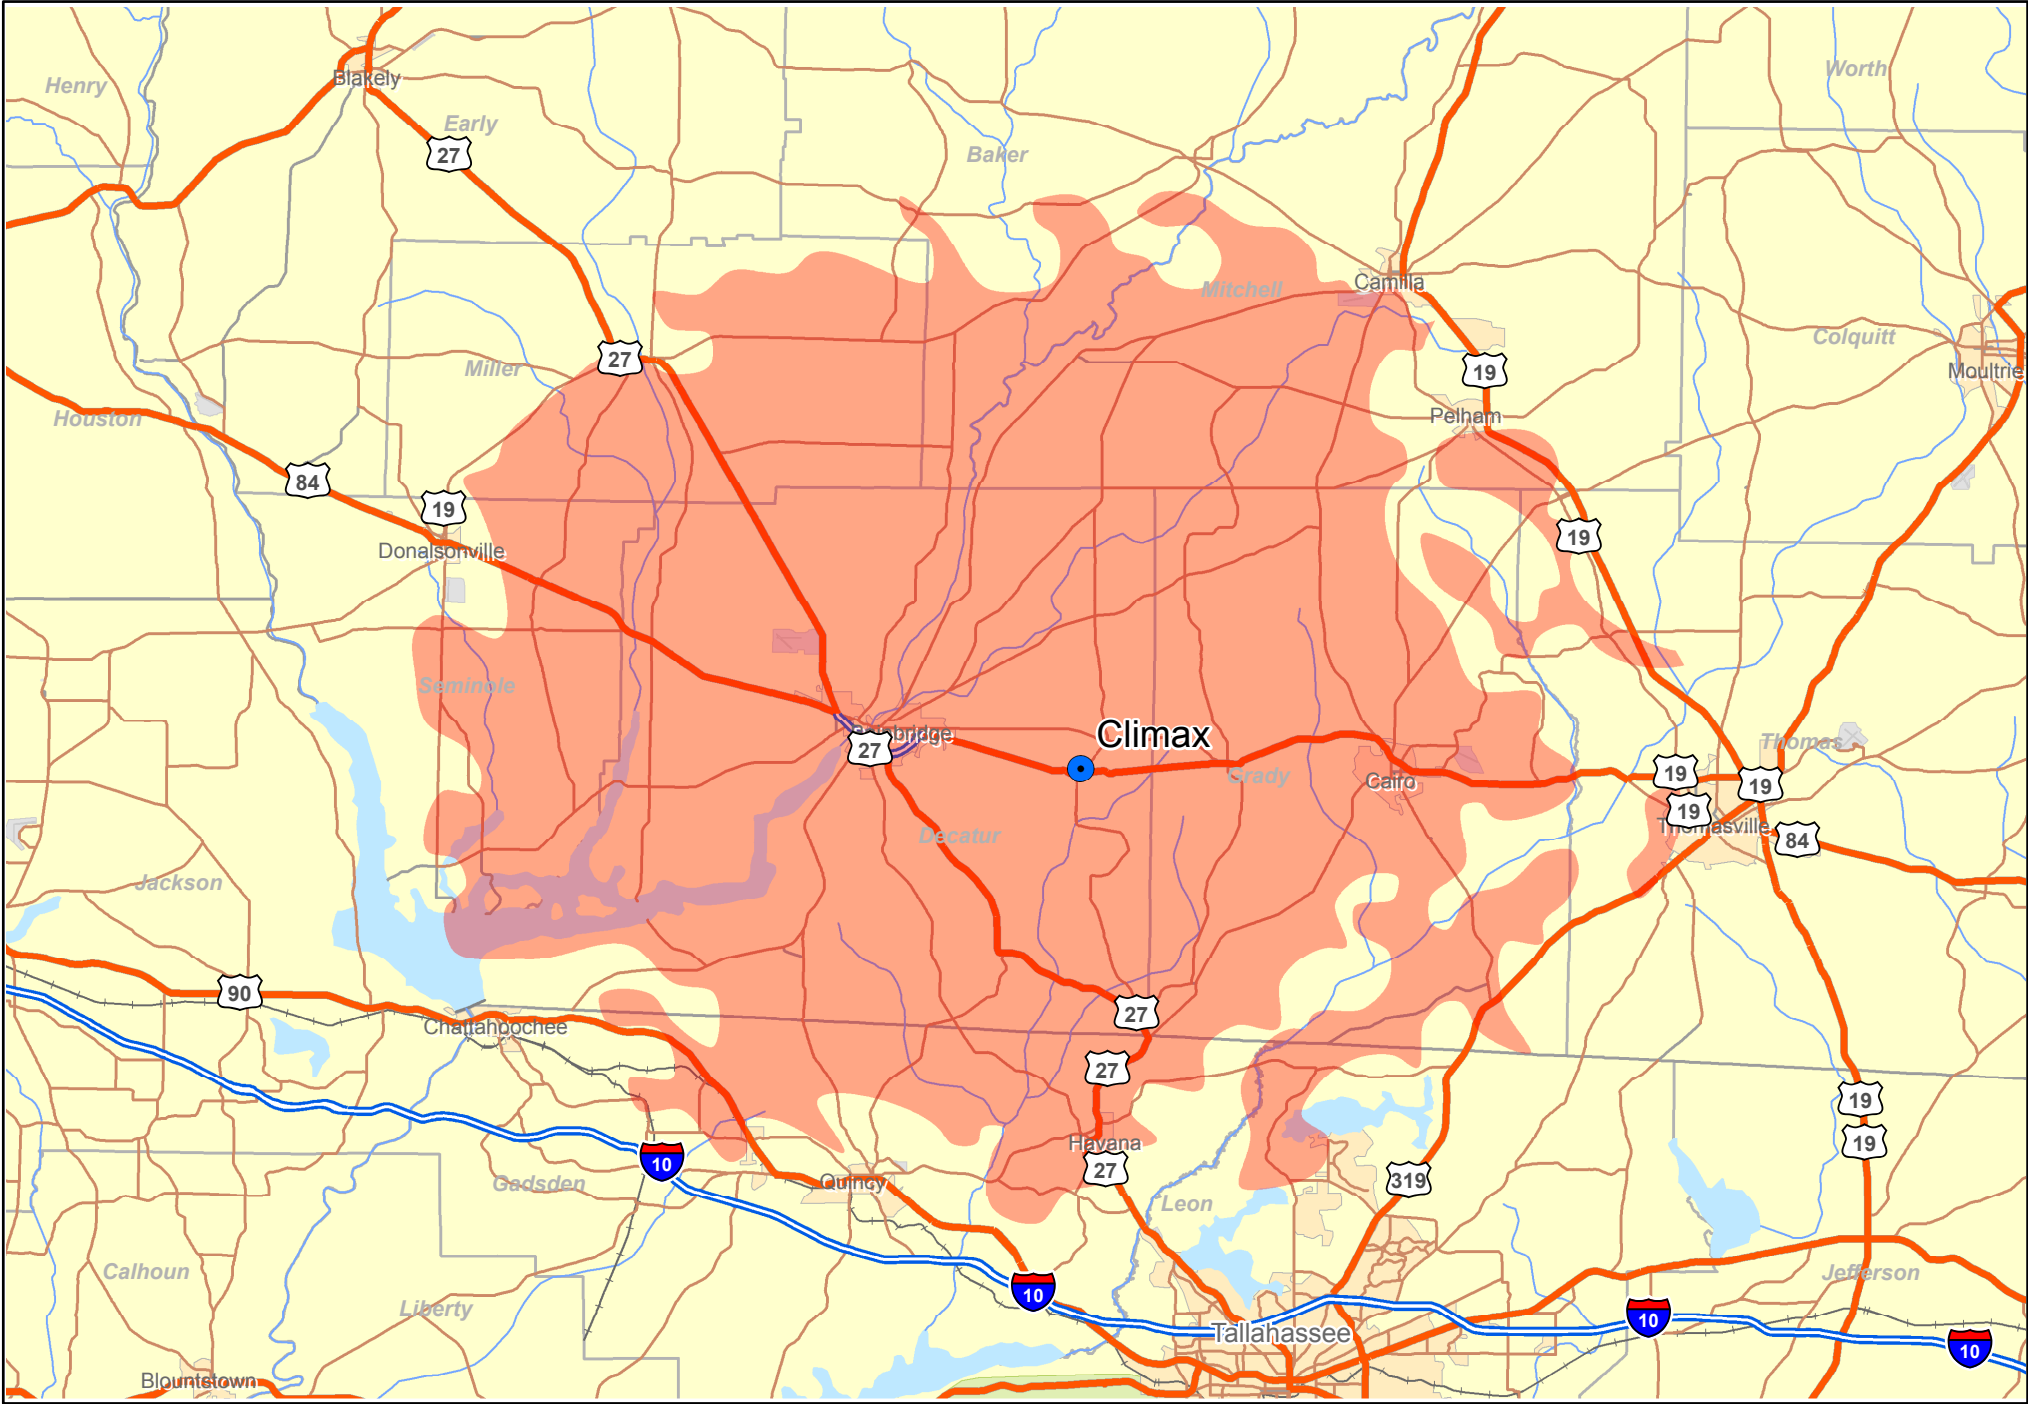 Henry
Blakely
Worth
Early
27
Baker
Camilla
Mitchell
Colquitt
27
Miller
19
Moultrie
Houston
Pelham
84
19
19
Donalsonville
Seminole
Bainbridge
27
Climax
Grady
Cairo
Thomas
19
19
19
Thomasville
84
Decatur
Jackson
90
Chattahoochee
27
27
19
Havana
19
10
27
Gadsden
Quincy
319
Leon
Calhoun
Liberty
10
Jefferson
10
Tallahassee
10
Blountstown